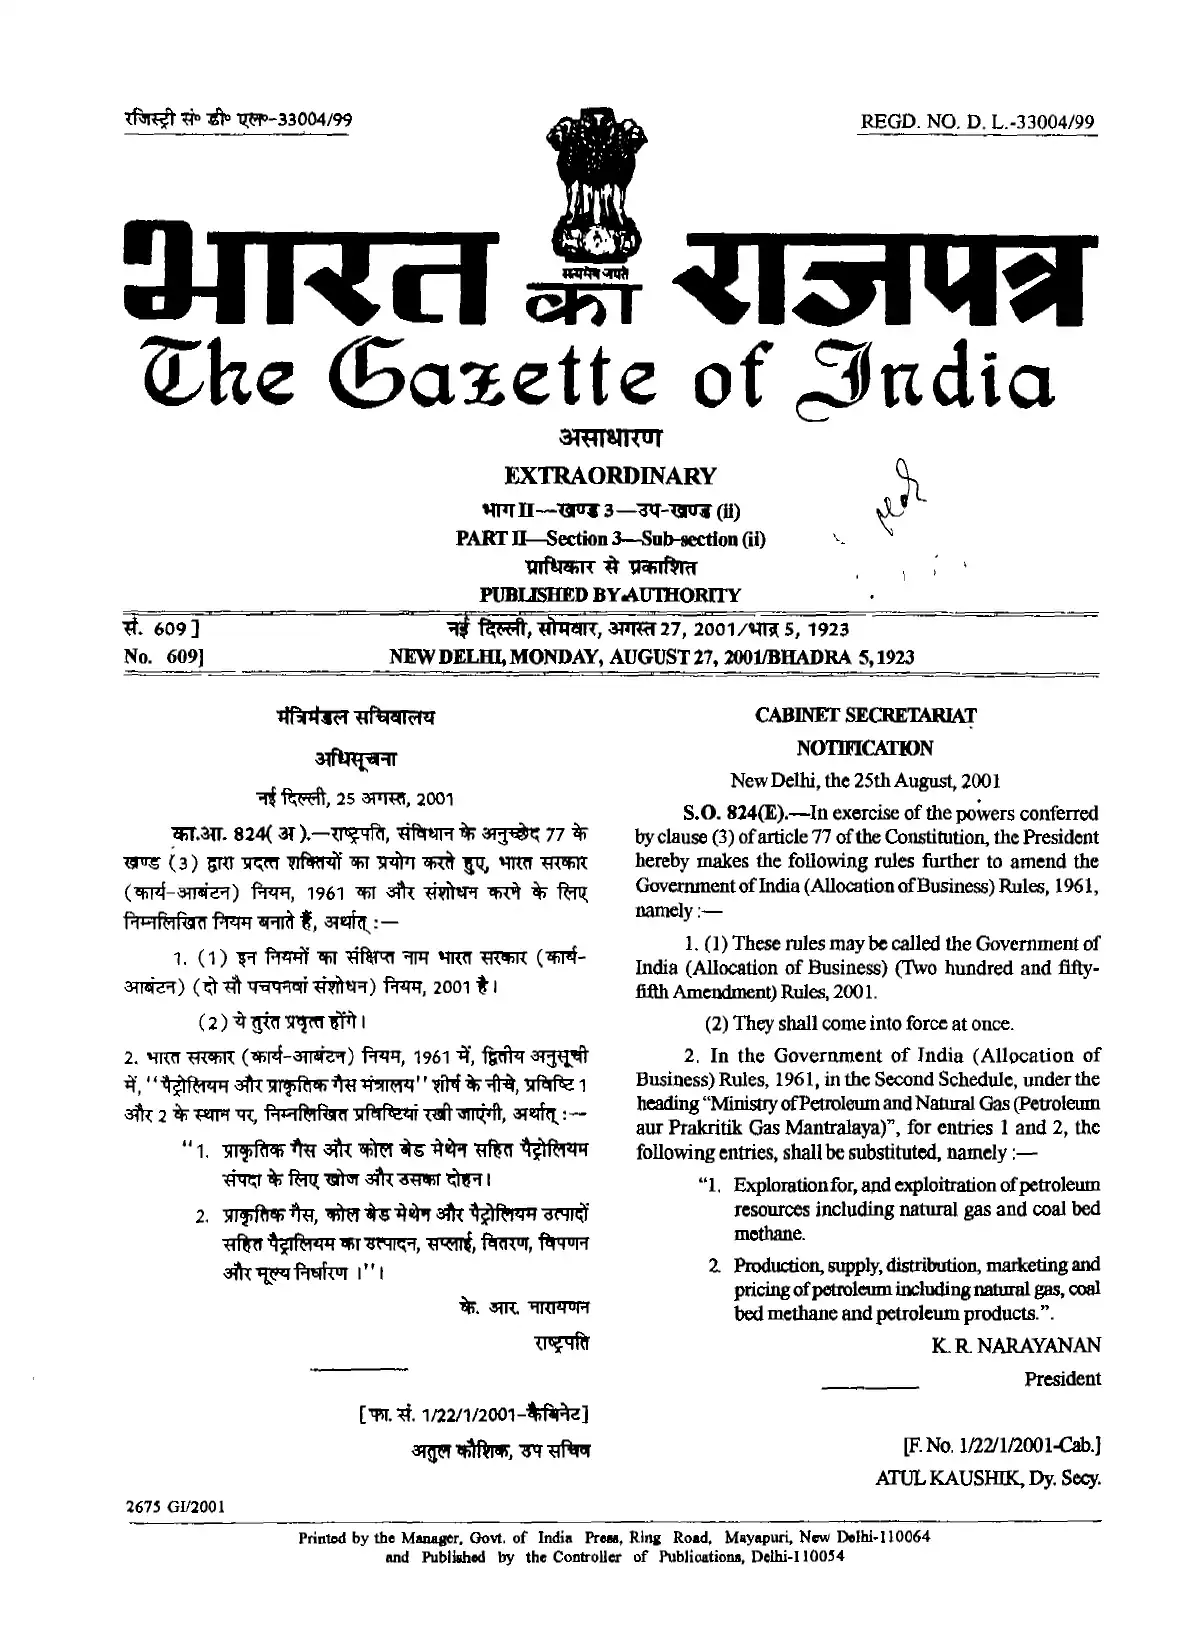 रजिस्ट्री सं० डी० एल०-33004/99
REGD. NO. D. L.-33004/99
सत्यमेव जयते
भारत का राजपत्र
The Gazette of India
असाधारण
EXTRAORDINARY
भाग II—खण्ड 3—उप-खण्ड (ii)
PART II—Section 3—Sub-section (ii)
प्राधिकार से प्रकाशित
PUBLISHED BY AUTHORITY
सं. 609]
नई दिल्ली, सोमवार, अगस्त 27, 2001/भाद्र 5, 1923
No. 609]
NEW DELHI, MONDAY, AUGUST 27, 2001/BHADRA 5, 1923
मंत्रिमंडल सचिवालय
अधिसूचना
नई दिल्ली, 25 अगस्त, 2001
का.आ. 824( अ ).—राष्ट्रपति, संविधान के अनुच्छेद 77 के
खण्ड (3) द्वारा प्रदत्त शक्तियों का प्रयोग करते हुए, भारत सरकार
(कार्य-आबंटन) नियम, 1961 का और संशोधन करने के लिए
निम्नलिखित नियम बनाते हैं, अर्थात् :—
1. (1) इन नियमों का संक्षिप्त नाम भारत सरकार (कार्य-
आबंटन) (दो सौ पचपनवां संशोधन) नियम, 2001 है।
(2) ये तुरंत प्रवृत्त होंगे।
2. भारत सरकार (कार्य-आबंटन) नियम, 1961 में, द्वितीय अनुसूची
में, "पैट्रोलियम और प्राकृतिक गैस मंत्रालय" शीर्ष के नीचे, प्रविष्टि 1
और 2 के स्थान पर, निम्नलिखित प्रविष्टियां रखी जाएंगी, अर्थात् :—
"1. प्राकृतिक गैस और कोल बेड मेथेन सहित पैट्रोलियम
संपदा के लिए खोज और उसका दोहन।
2. प्राकृतिक गैस, कोल बेड मेथेन और पैट्रोलियम उत्पादों
सहित पैट्रालियम का उत्पादन, सप्लाई, वितरण, विपणन
और मूल्य निर्धारण ।"।
के. आर. नारायणन
राष्ट्रपति
[फा. सं. 1/22/1/2001-कैबिनेट]
अतुल कौशिक, उप सचिव
CABINET SECRETARIAT
NOTIFICATION
New Delhi, the 25th August, 2001
S.O. 824(E).—In exercise of the powers conferred
by clause (3) of article 77 of the Constitution, the President
hereby makes the following rules further to amend the
Government of India (Allocation of Business) Rules, 1961,
namely :—
1. (1) These rules may be called the Government of
India (Allocation of Business) (Two hundred and fifty-
fifth Amendment) Rules, 2001.
(2) They shall come into force at once.
2. In the Government of India (Allocation of
Business) Rules, 1961, in the Second Schedule, under the
heading "Ministry of Petroleum and Natural Gas (Petroleum
aur Prakritik Gas Mantralaya)", for entries 1 and 2, the
following entries, shall be substituted, namely :—
"1. Exploration for, and exploitration of petroleum
resources including natural gas and coal bed
methane.
2. Production, supply, distribution, marketing and
pricing of petroleum including natural gas, coal
bed methane and petroleum products.".
K. R. NARAYANAN
President
[F. No. 1/22/1/2001-Cab.]
ATUL KAUSHIK, Dy. Secy.
2675 GI/2001
Printed by the Manager, Govt. of India Press, Ring Road, Mayapuri, New Delhi-110064
and Published by the Controller of Publications, Delhi-110054